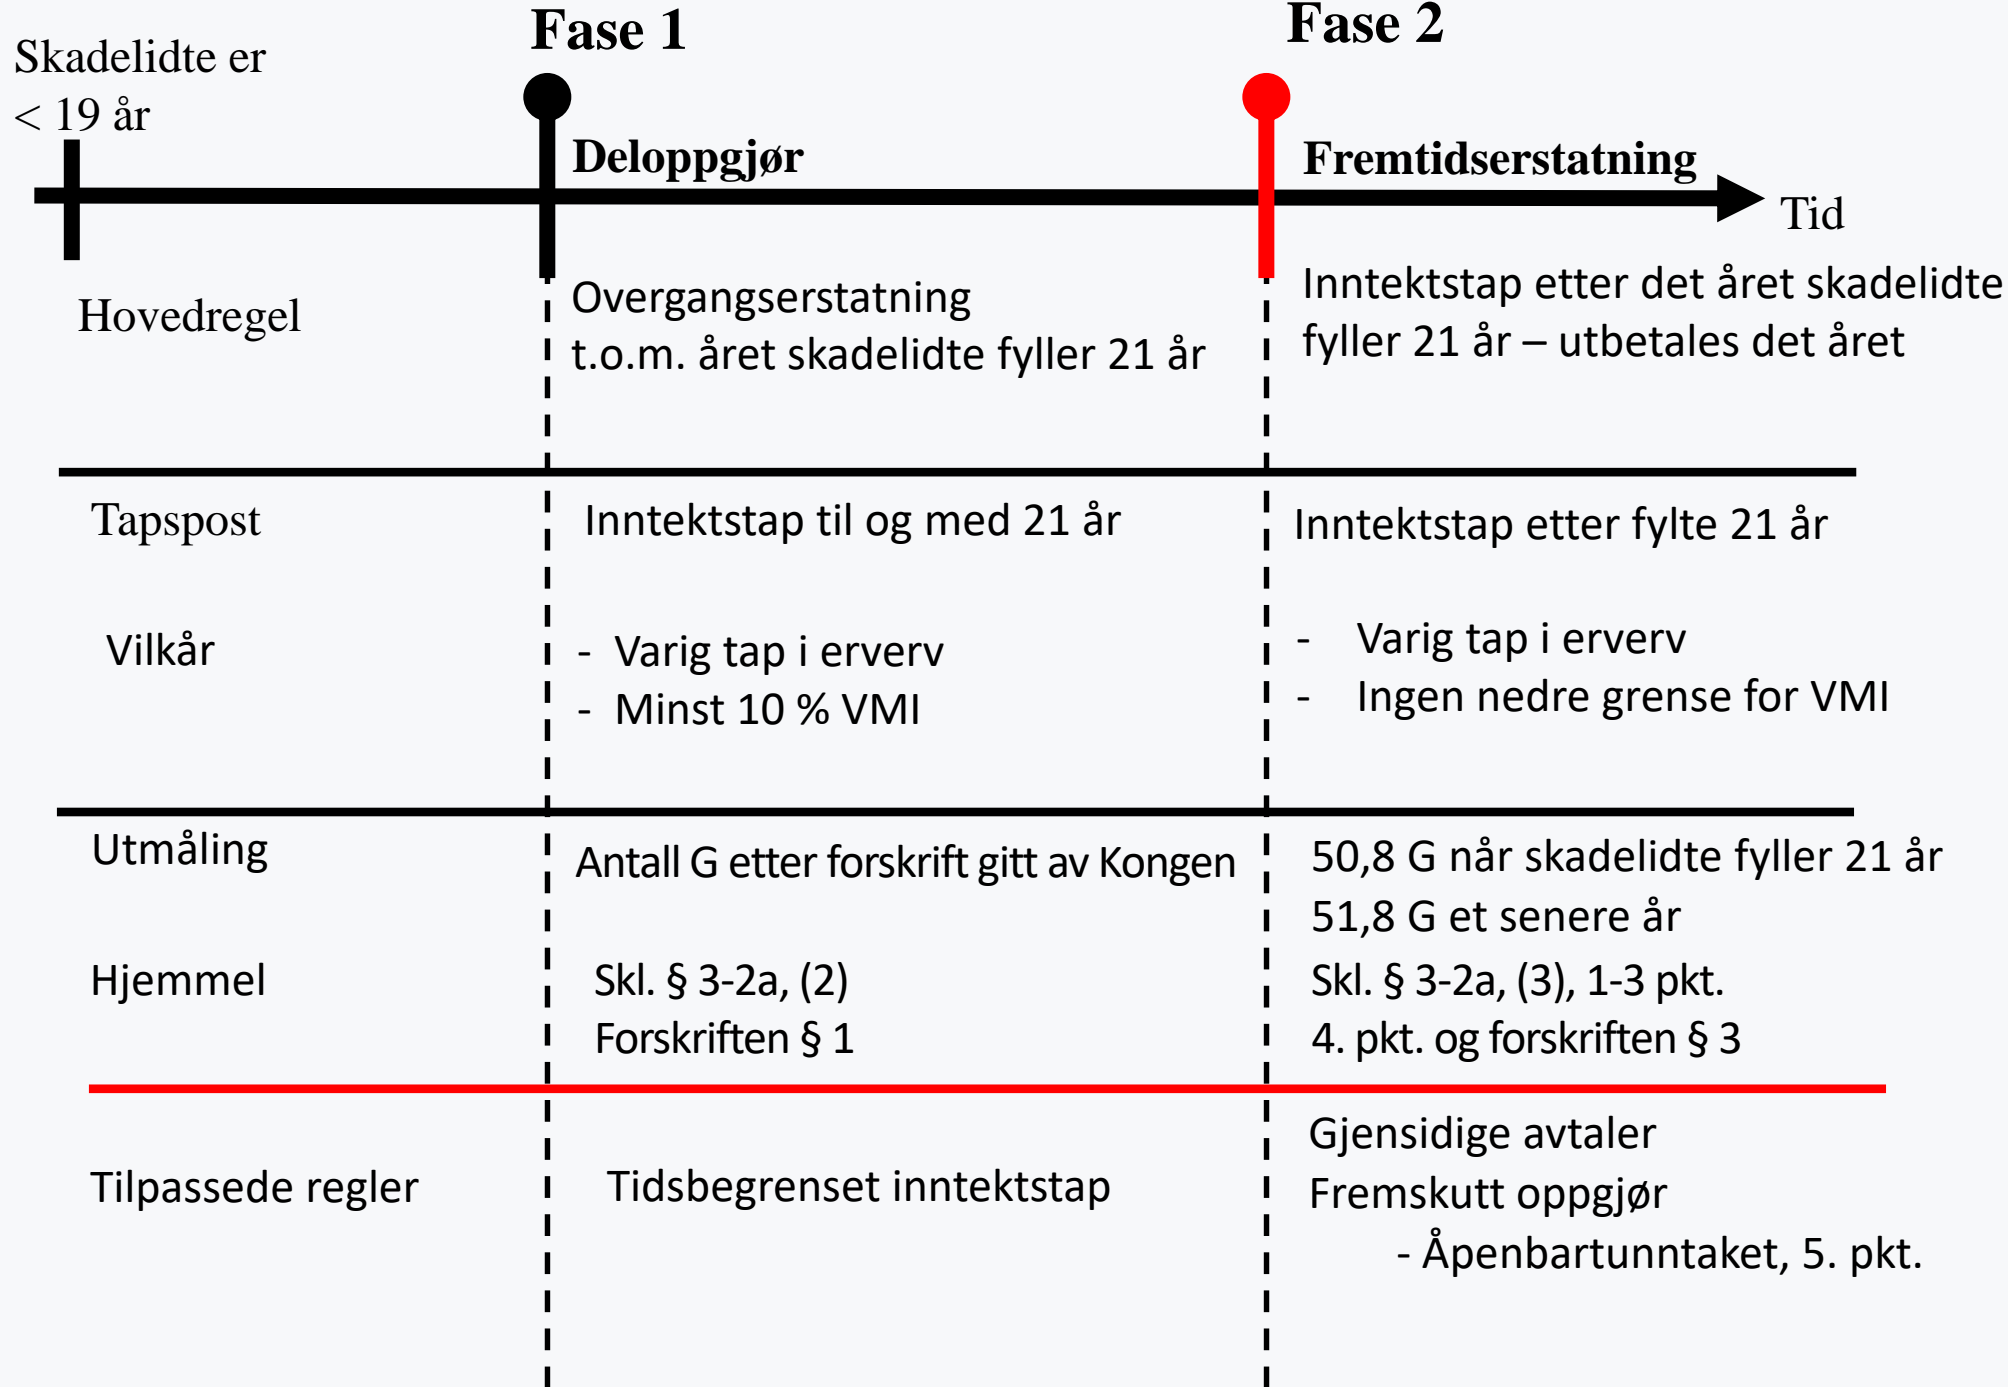 Fase 1
Fase 2
Skadelidte er
< 19 år
Deloppgjør
Fremtidserstatning
Tid
Hovedregel
Overgangserstatning
t.o.m. året skadelidte fyller 21 år
Inntektstap etter det året skadelidte
fyller 21 år – utbetales det året
Tapspost
Inntektstap til og med 21 år
Inntektstap etter fylte 21 år
Vilkår
- Varig tap i erverv
- Minst 10 % VMI
- Varig tap i erverv
- Ingen nedre grense for VMI
Utmåling
Antall G etter forskrift gitt av Kongen
50,8 G når skadelidte fyller 21 år
51,8 G et senere år
Hjemmel
Skl. § 3-2a, (2)
Forskriften § 1
Skl. § 3-2a, (3), 1-3 pkt.
4. pkt. og forskriften § 3
Tilpassede regler
Tidsbegrenset inntektstap
Gjensidige avtaler
Fremskutt oppgjør
- Åpenbartunntaket, 5. pkt.